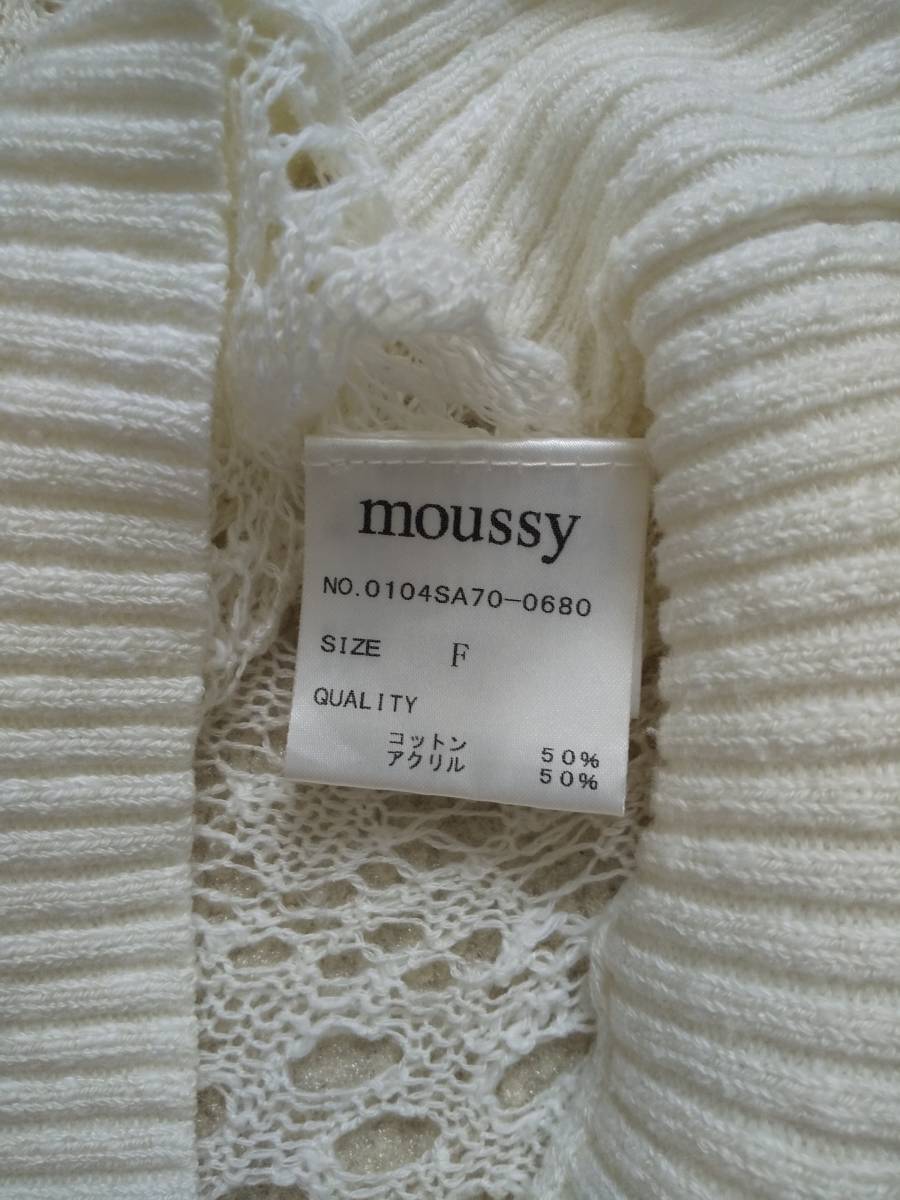 moussy
NO.0104SA70-0680
SIZE F
QUALITY
コットン 50%
アクリル 50%